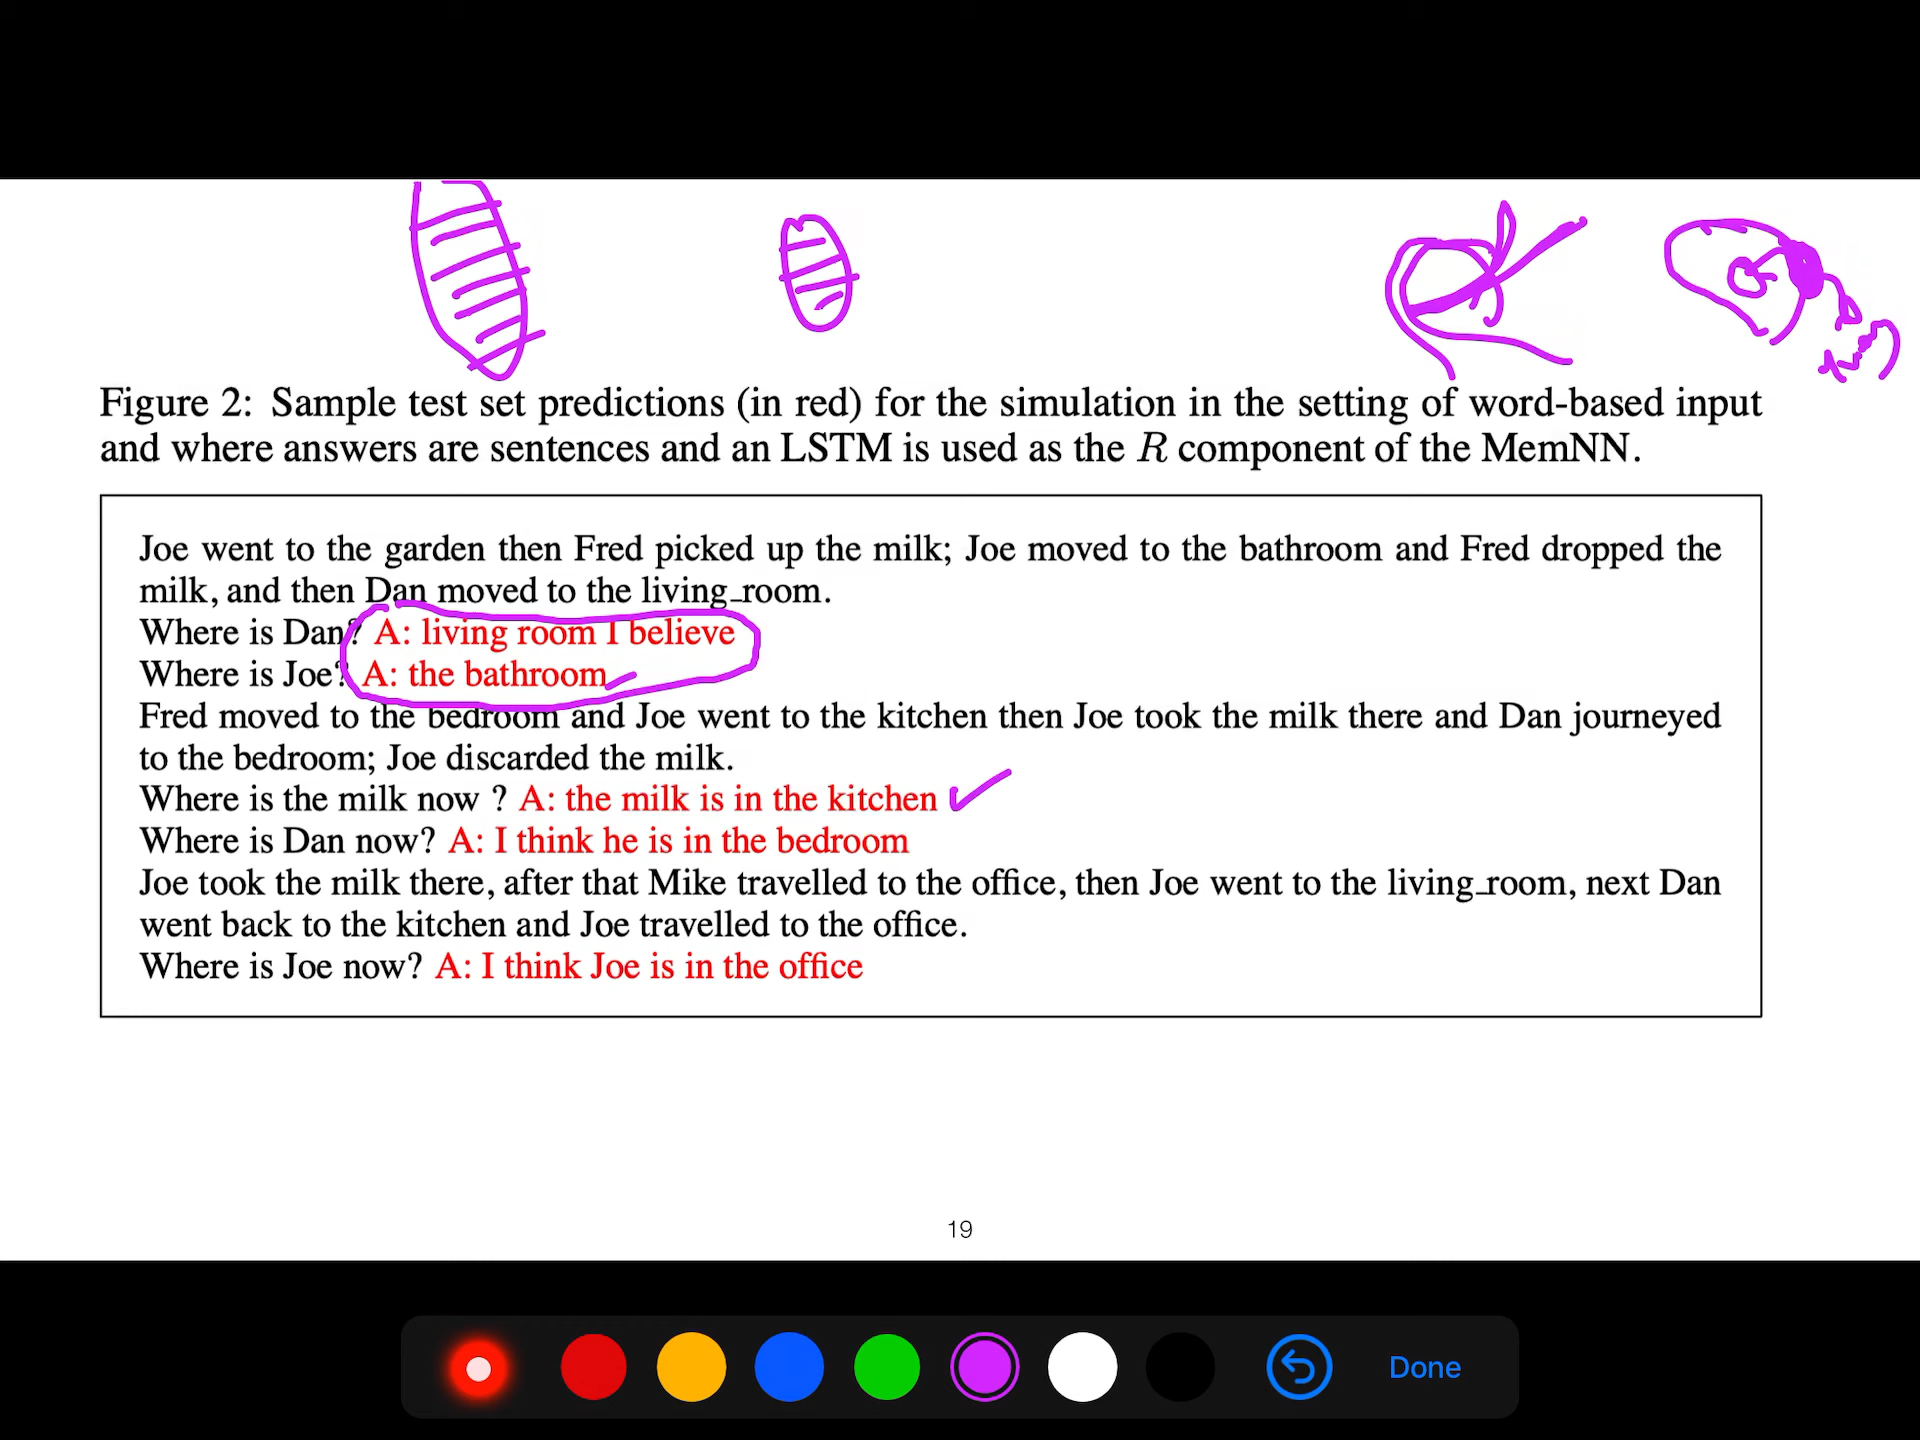 Figure 2: Sample test set predictions (in red) for the simulation in the setting of word-based input
and where answers are sentences and an LSTM is used as the R component of the MemNN.
Joe went to the garden then Fred picked up the milk; Joe moved to the bathroom and Fred dropped the
milk, and then Dan moved to the living_room.
Where is Dan? A: living room I believe
Where is Joe? A: the bathroom
Fred moved to the bedroom and Joe went to the kitchen then Joe took the milk there and Dan journeyed
to the bedroom; Joe discarded the milk.
Where is the milk now ? A: the milk is in the kitchen
Where is Dan now? A: I think he is in the bedroom
Joe took the milk there, after that Mike travelled to the office, then Joe went to the living_room, next Dan
went back to the kitchen and Joe travelled to the office.
Where is Joe now? A: I think Joe is in the office
19
Done